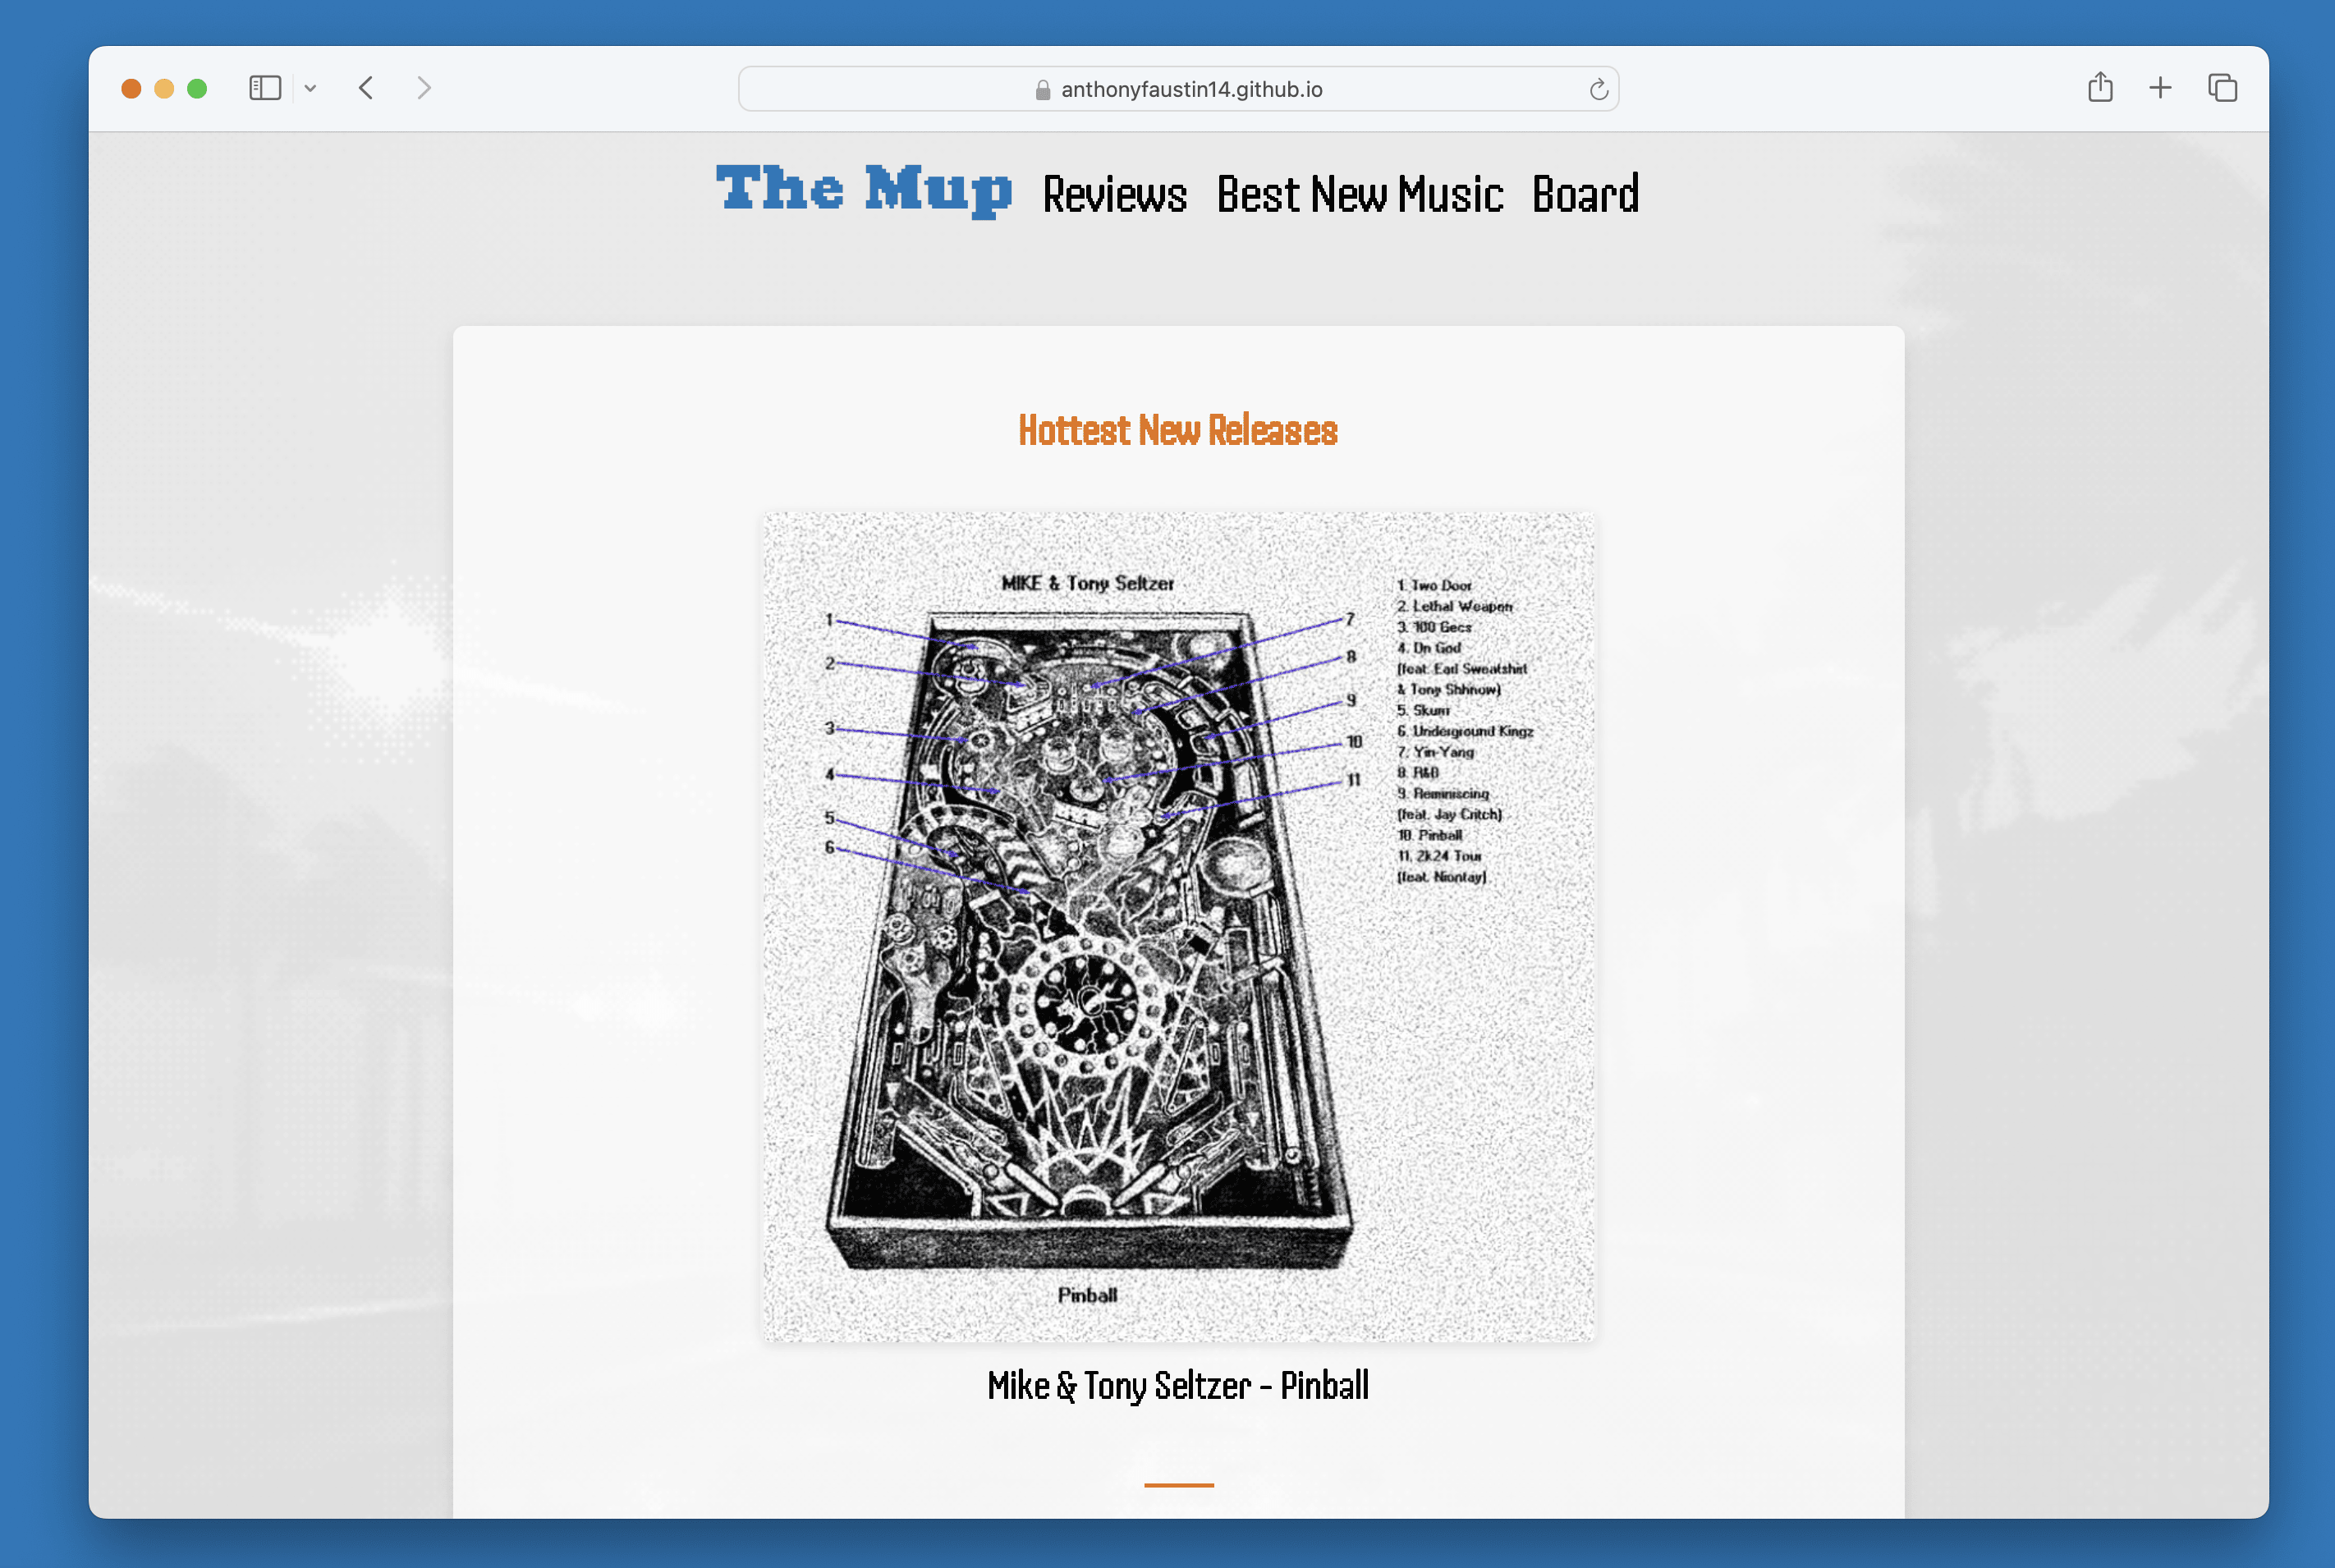 anthonyfaustin14.github.io
The Mup Reviews Best New Music Board
Hottest New Releases
MIKE & Tony Seltzer
1
2
3
4
5
6
7
8
9
10
11
1. Two Door
2. Lethal Weapon
3. 100 Gecs
4. On God
(feat. Earl Sweatshirt
& Tony Shhnow)
5. Skurr
6. Underground Kingz
7. Yin-Yang
8. R&B
9. Reminiscing
(feat. Jay Critch)
10. Pinball
11. 2k24 Tour
(feat. Niontay)
Pinball
Mike & Tony Seltzer - Pinball